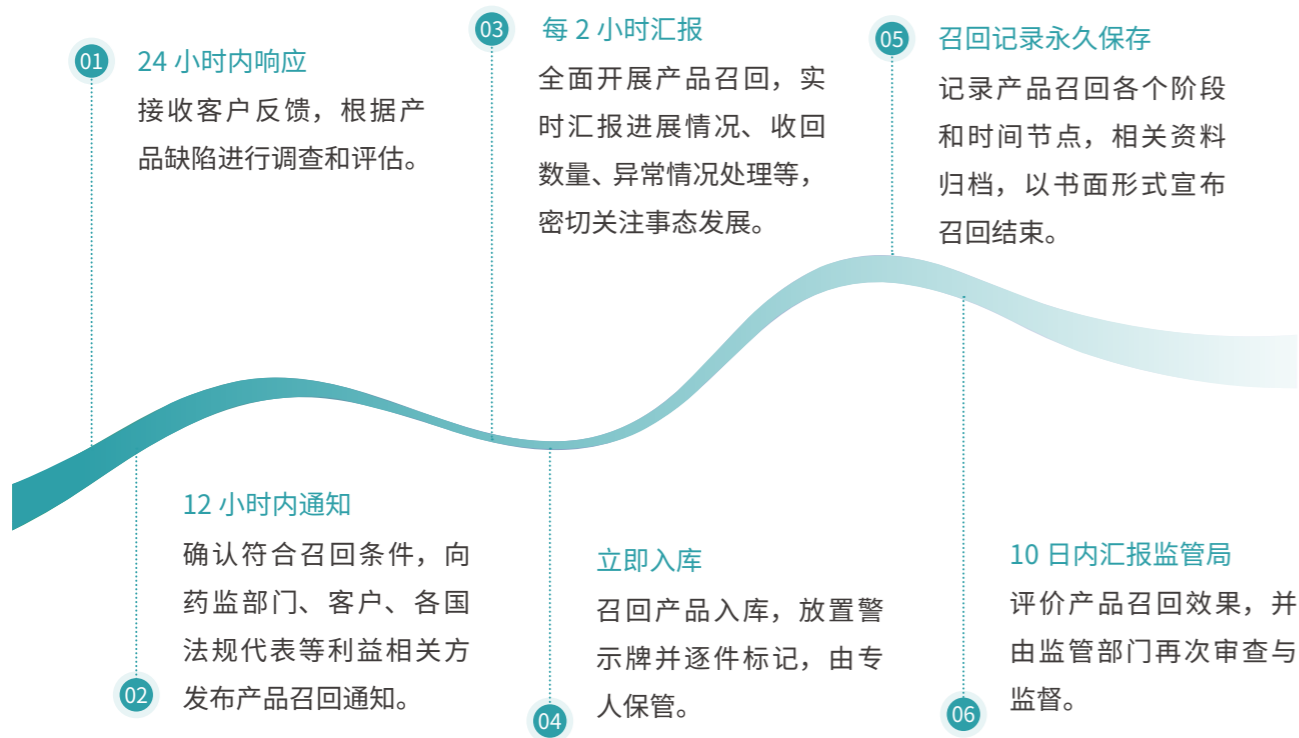 01
24 小时内响应
接收客户反馈，根据产
品缺陷进行调查和评估。
02
12 小时内通知
确认符合召回条件，向
药监部门、客户、各国
法规代表等利益相关方
发布产品召回通知。
03
每 2 小时汇报
全面开展产品召回，实
时汇报进展情况、收回
数量、异常情况处理等，
密切关注事态发展。
04
立即入库
召回产品入库，放置警
示牌并逐件标记，由专
人保管。
05
召回记录永久保存
记录产品召回各个阶段
和时间节点，相关资料
归档，以书面形式宣布
召回结束。
06
10 日内汇报监管局
评价产品召回效果，并
由监管部门再次审查与
监督。